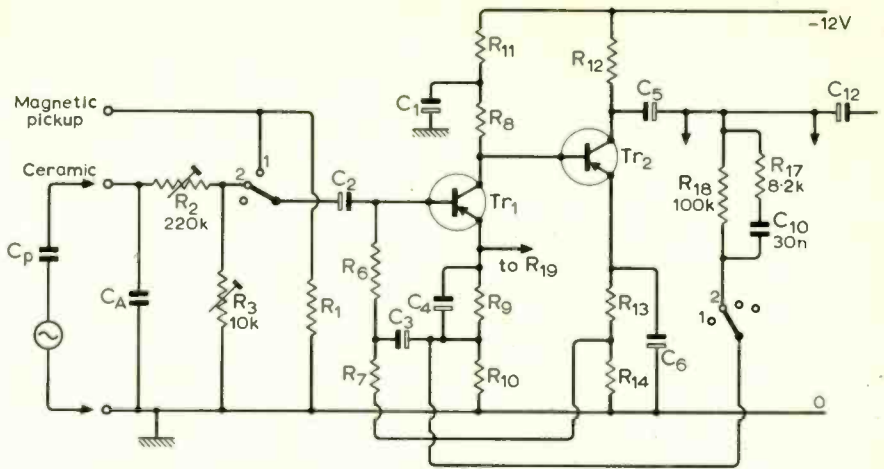 -12V
R11
R12
C5
C12
Magnetic
pickup
C1
R8
1
Tr2
R17
8·2k
Ceramic
2
C2
R18
100k
R2
220k
Tr1
C10
30n
CP
to R19
R6
CA
R3
10k
R1
C4
R9
R13
2
1
C3
C6
R7
R10
R14
0